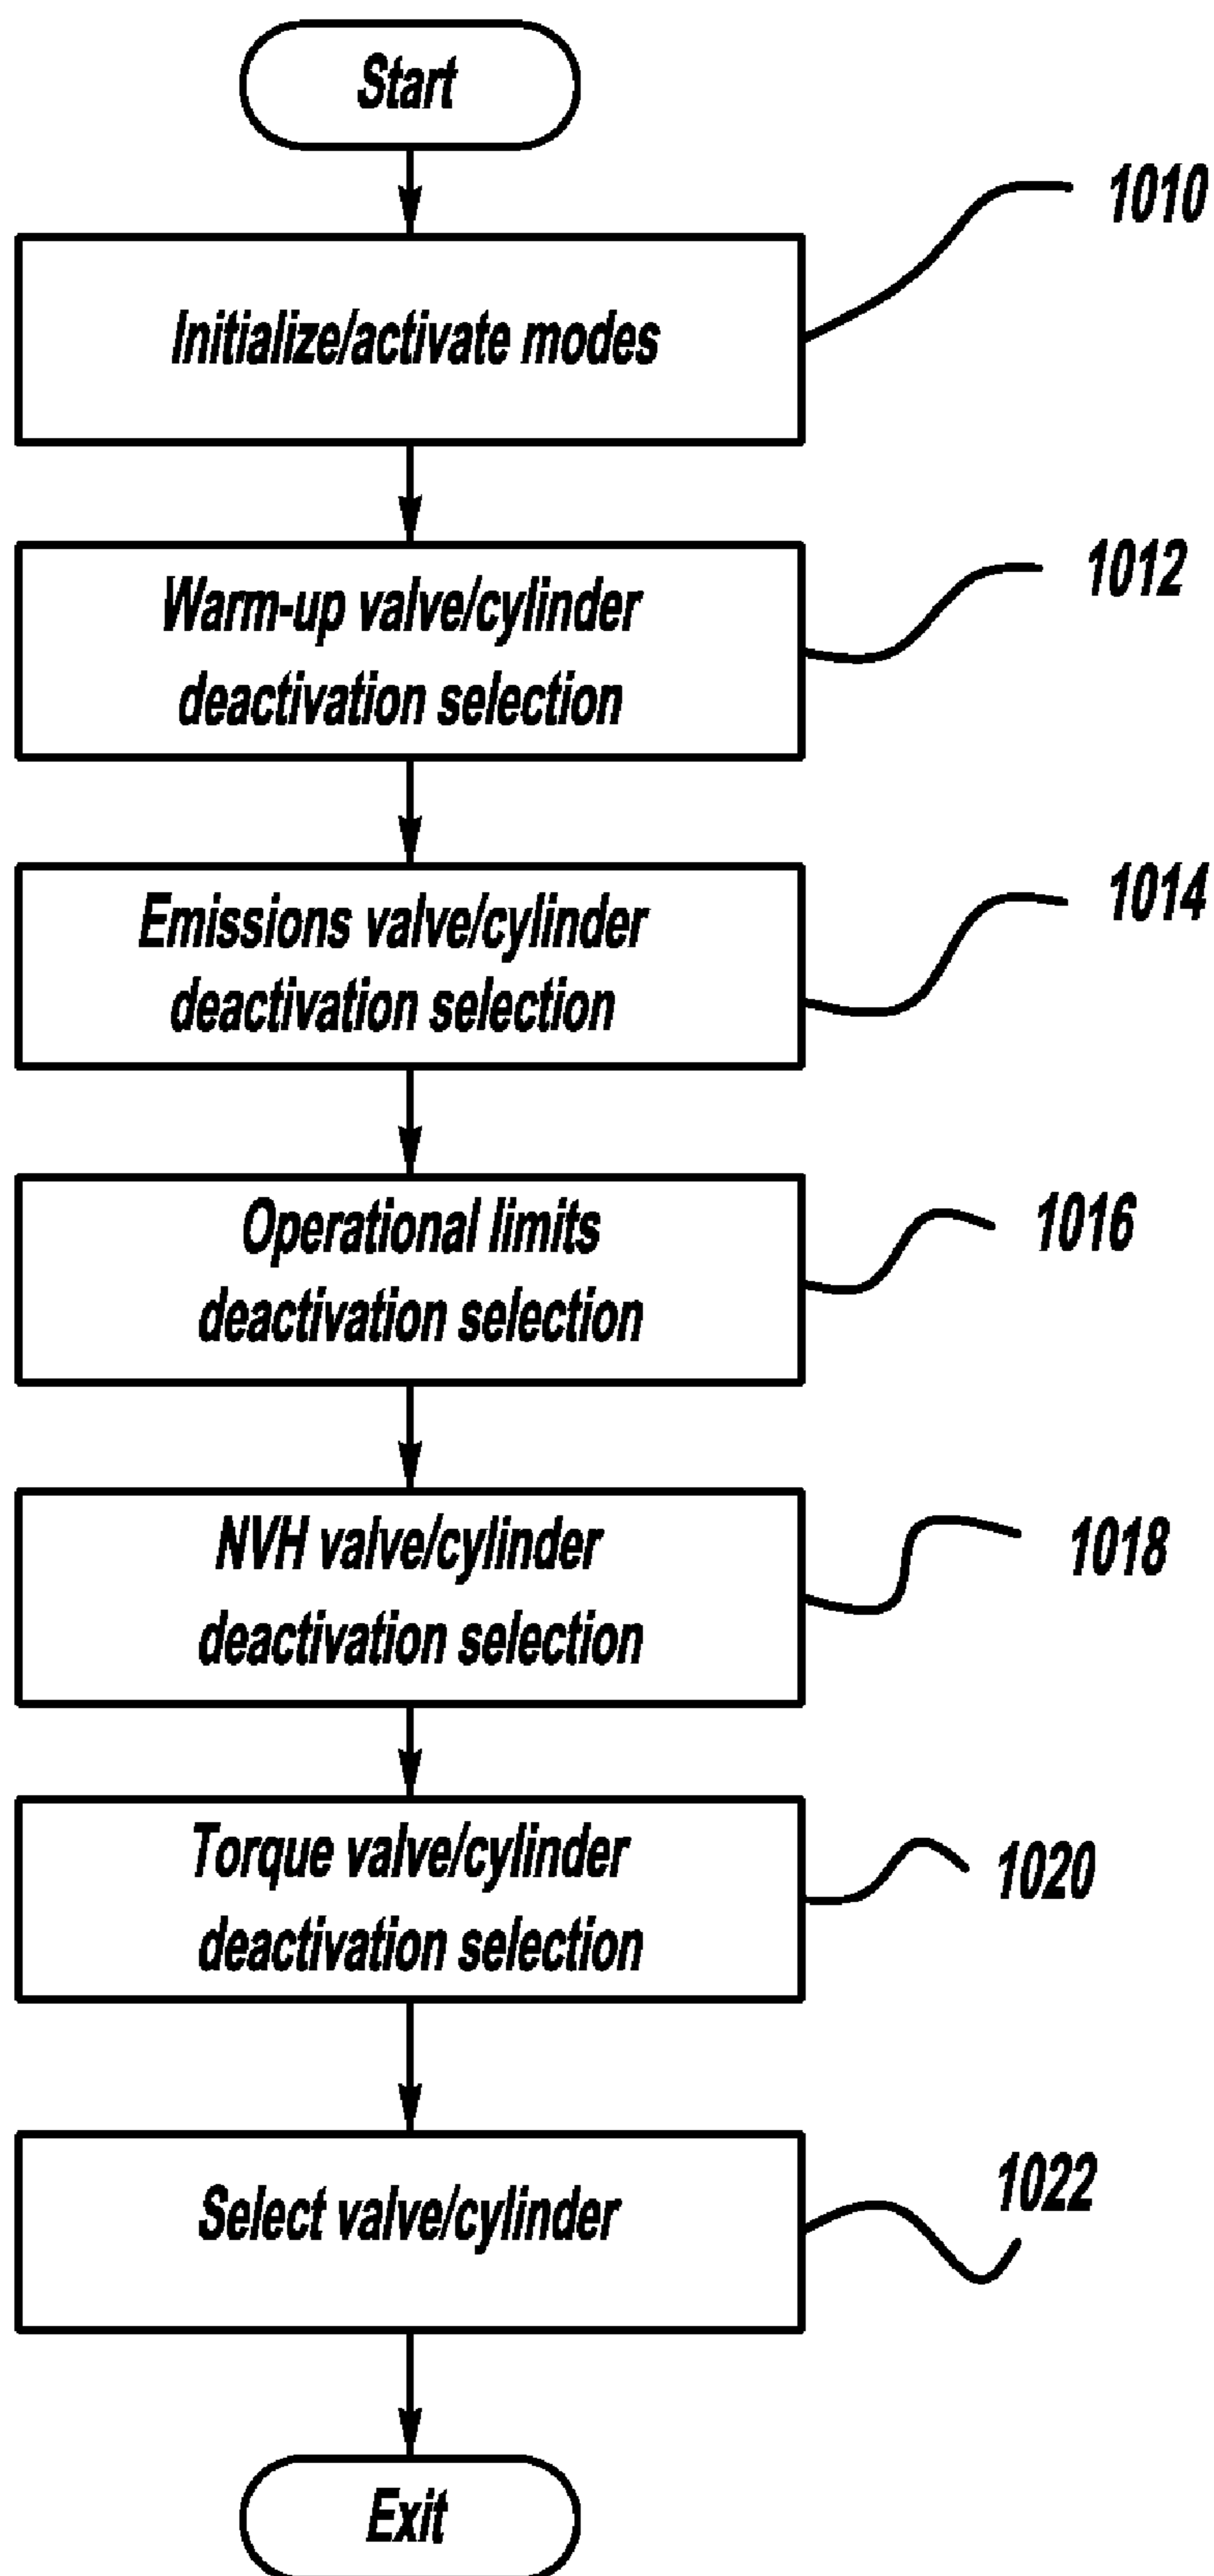 Start
1010
Initialize/activate modes
1012
Warm-up valve/cylinder
deactivation selection
1014
Emissions valve/cylinder
deactivation selection
1016
Operational limits
deactivation selection
1018
NVH valve/cylinder
deactivation selection
1020
Torque valve/cylinder
deactivation selection
1022
Select valve/cylinder
Exit